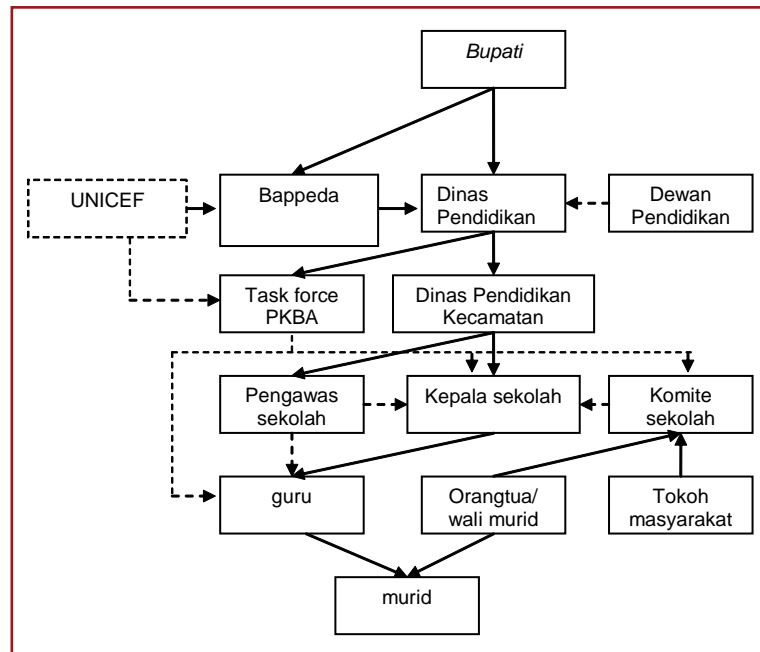 Bupati
UNICEF
Bappeda
Dinas
Pendidikan
Dewan
Pendidikan
Task force
PKBA
Dinas Pendidikan
Kecamatan
Pengawas
sekolah
Kepala sekolah
Komite
sekolah
guru
Orangtua/
wali murid
Tokoh
masyarakat
murid